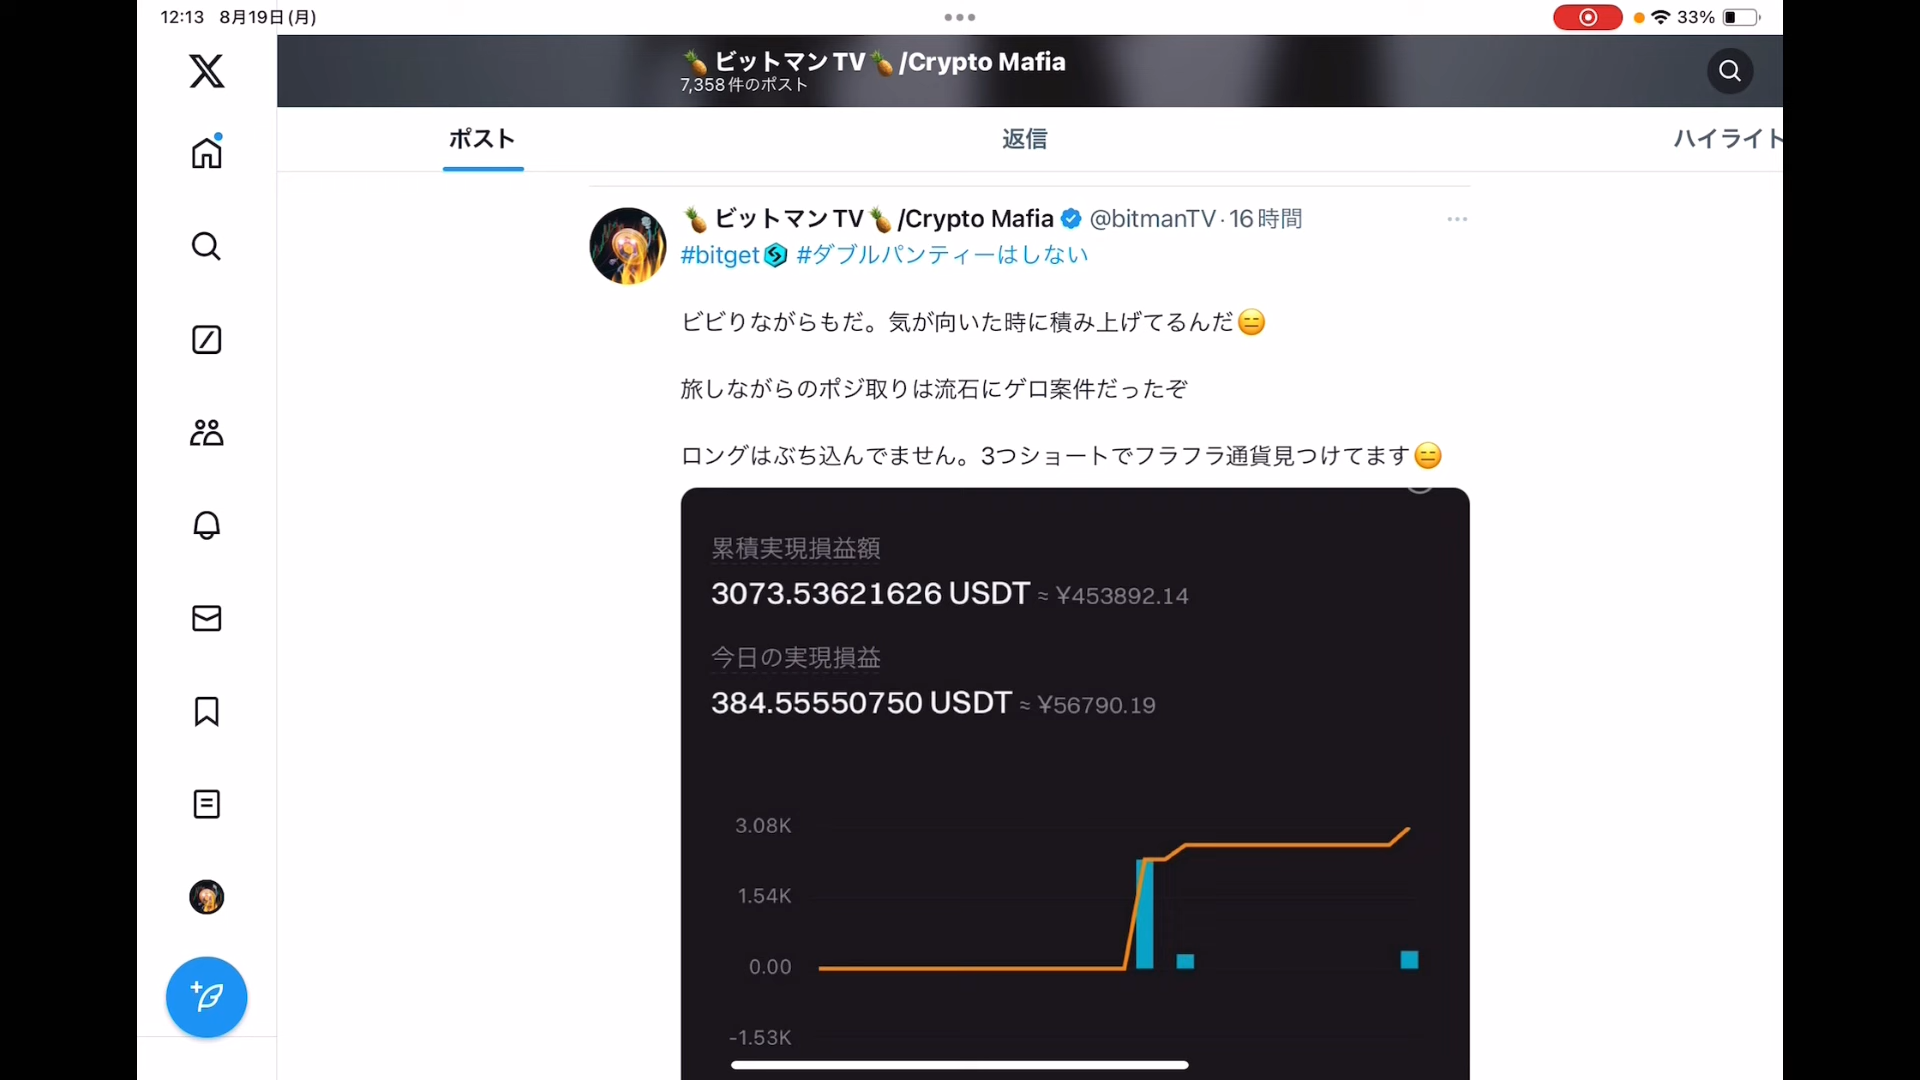 12:13 8月19日(月)
33%
🍍ビットマンTV🍍/Crypto Mafia
7,358 件のポスト
ポスト
返信
ハイライト
🍍ビットマンTV🍍/Crypto Mafia @bitmanTV·16時間
#bitget #ダブルパンティーはしない
ビビりながらもだ。気が向いた時に積み上げてるんだ😑
旅しながらのポジ取りは流石にゲロ案件だったぞ
ロングはぶち込んでません。3つショートでフラフラ通貨見つけてます😑
累積実現損益額
3073.53621626 USDT ≈ ¥453892.14
今日の実現損益
384.55550750 USDT ≈ ¥56790.19
3.08K
1.54K
0.00
-1.53K